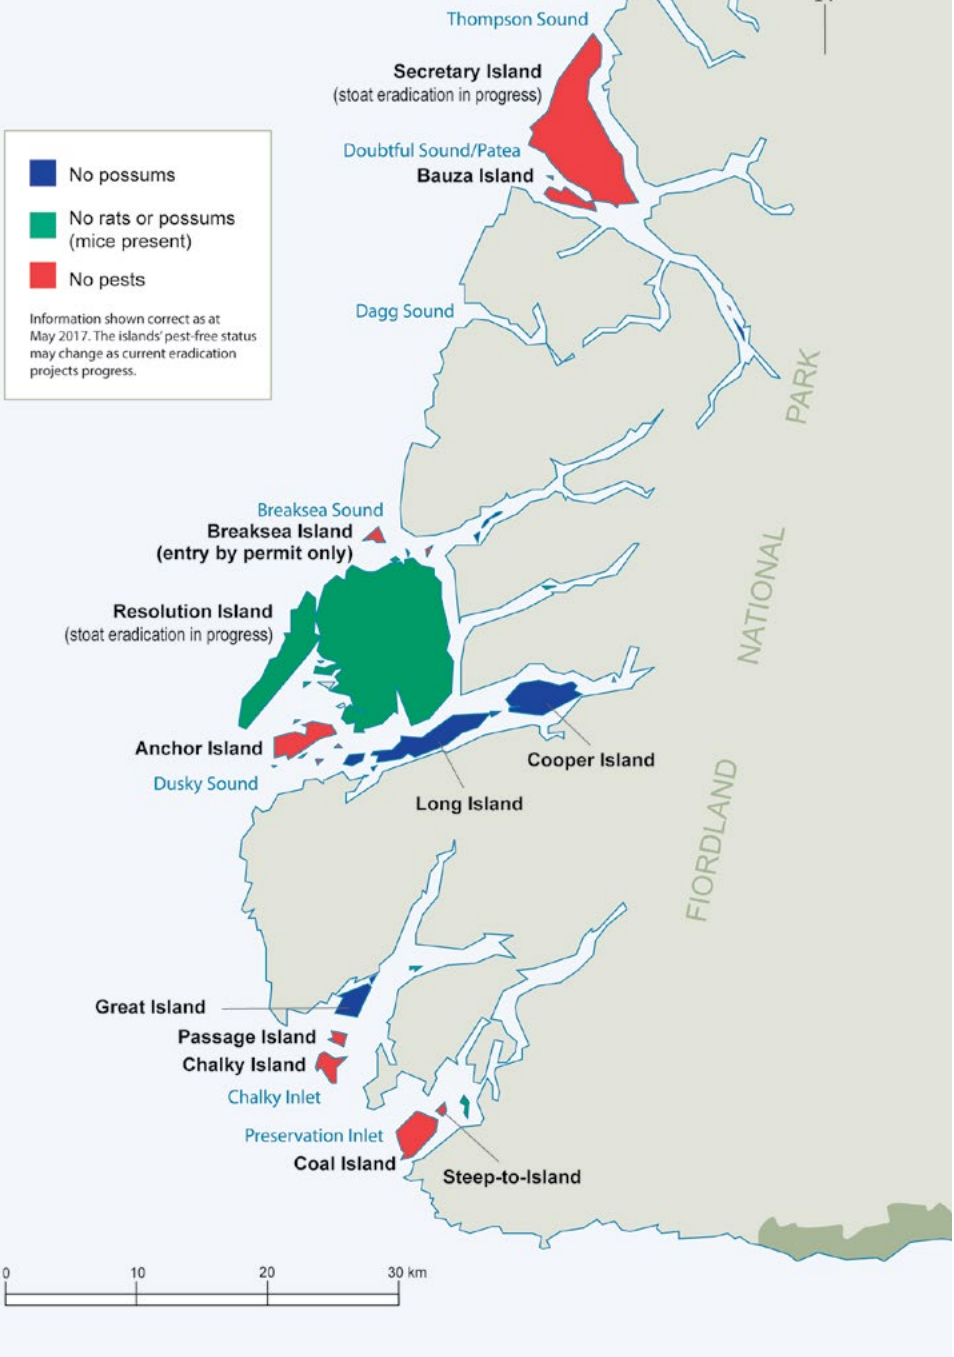 Thompson Sound
Secretary Island
(stoat eradication in progress)
Doubtful Sound/Patea
Bauza Island
No possums
No rats or possums
(mice present)
No pests
Information shown correct as at
May 2017. The islands' pest-free status
may change as current eradication
projects progress.
Dagg Sound
PARK
Breaksea Sound
Breaksea Island
(entry by permit only)
NATIONAL
Resolution Island
(stoat eradication in progress)
Anchor Island
Cooper Island
Dusky Sound
Long Island
FIORDLAND
Great Island
Passage Island
Chalky Island
Chalky Inlet
Preservation Inlet
Coal Island
Steep-to-Island
0 10 20 30 km